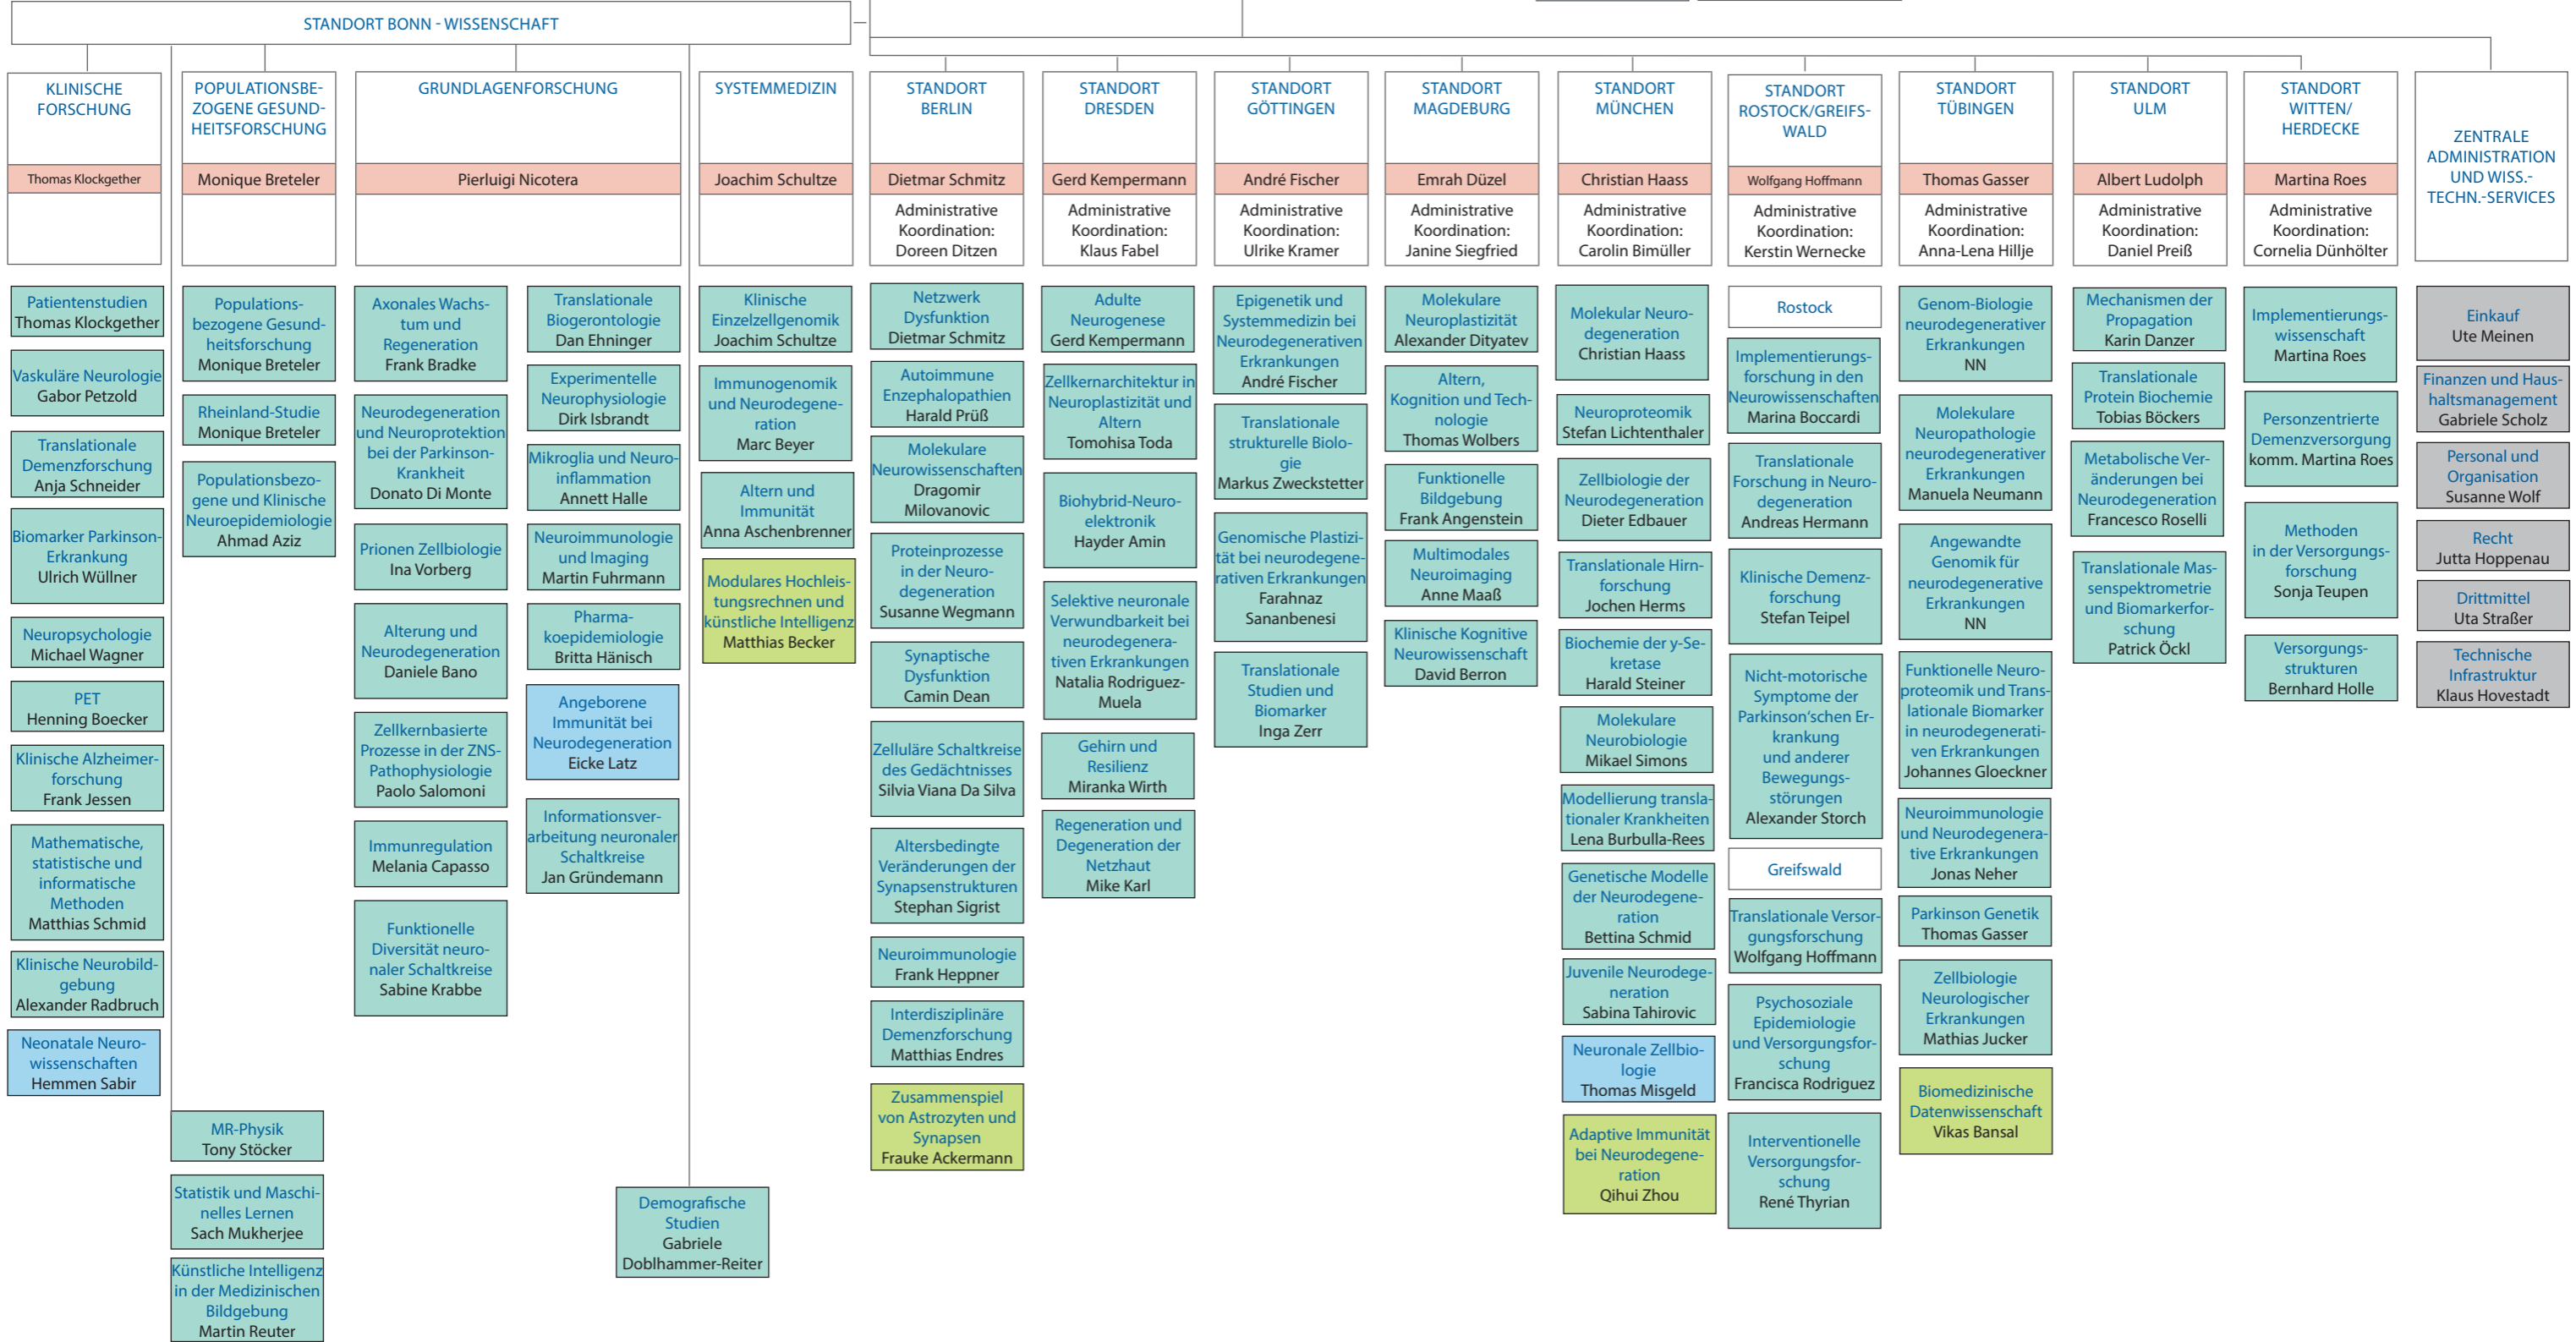 STANDORT BONN - WISSENSCHAFT
KLINISCHE
FORSCHUNG
Thomas Klockgether
Patientenstudien
Thomas Klockgether
Vaskuläre Neurologie
Gabor Petzold
Translationale
Demenzforschung
Anja Schneider
Biomarker Parkinson-
Erkrankung
Ulrich Wüllner
Neuropsychologie
Michael Wagner
PET
Henning Boecker
Klinische Alzheimer-
forschung
Frank Jessen
Mathematische,
statistische und
informatische
Methoden
Matthias Schmid
Klinische Neurobild-
gebung
Alexander Radbruch
Neonatale Neuro-
wissenschaften
Hemmen Sabir
POPULATIONSBE-
ZOGENE GESUND-
HEITSFORSCHUNG
Monique Breteler
Populations-
bezogene Gesund-
heitsforschung
Monique Breteler
Rheinland-Studie
Monique Breteler
Populationsbezo-
gene und Klinische
Neuroepidemiologie
Ahmad Aziz
MR-Physik
Tony Stöcker
Statistik und Maschi-
nelles Lernen
Sach Mukherjee
Künstliche Intelligenz
in der Medizinischen
Bildgebung
Martin Reuter
GRUNDLAGENFORSCHUNG
Pierluigi Nicotera
Axonales Wachs-
tum und
Regeneration
Frank Bradke
Neurodegeneration
und Neuroprotektion
bei der Parkinson-
Krankheit
Donato Di Monte
Prionen Zellbiologie
Ina Vorberg
Alterung und
Neurodegeneration
Daniele Bano
Zellkernbasierte
Prozesse in der ZNS-
Pathophysiologie
Paolo Salomoni
Immunregulation
Melania Capasso
Funktionelle
Diversität neuro-
naler Schaltkreise
Sabine Krabbe
Translationale
Biogerontologie
Dan Ehninger
Experimentelle
Neurophysiologie
Dirk Isbrandt
Mikroglia und Neuro-
inflammation
Annett Halle
Neuroimmunologie
und Imaging
Martin Fuhrmann
Pharma-
koepidemiologie
Britta Hänisch
Angeborene
Immunität bei
Neurodegeneration
Eicke Latz
Informationsver-
arbeitung neuronaler
Schaltkreise
Jan Gründemann
Demografische
Studien
Gabriele
Doblhammer-Reiter
SYSTEMMEDIZIN
Joachim Schultze
Klinische
Einzelzellgenomik
Joachim Schultze
Immunogenomik
und Neurodegene-
ration
Marc Beyer
Altern und
Immunität
Anna Aschenbrenner
Modulares Hochleis-
tungsrechnen und
künstliche Intelligenz
Matthias Becker
STANDORT
BERLIN
Dietmar Schmitz
Administrative
Koordination:
Doreen Ditzen
Netzwerk
Dysfunktion
Dietmar Schmitz
Autoimmune
Enzephalopathien
Harald Prüß
Molekulare
Neurowissenschaften
Dragomir
Milovanovic
Proteinprozesse
in der Neuro-
degeneration
Susanne Wegmann
Synaptische
Dysfunktion
Camin Dean
Zelluläre Schaltkreise
des Gedächtnisses
Silvia Viana Da Silva
Altersbedingte
Veränderungen der
Synapsenstrukturen
Stephan Sigrist
Neuroimmunologie
Frank Heppner
Interdisziplinäre
Demenzforschung
Matthias Endres
Zusammenspiel
von Astrozyten und
Synapsen
Frauke Ackermann
STANDORT
DRESDEN
Gerd Kempermann
Administrative
Koordination:
Klaus Fabel
Adulte
Neurogenese
Gerd Kempermann
Zellkernarchitektur in
Neuroplastizität und
Altern
Tomohisa Toda
Biohybrid-Neuro-
elektronik
Hayder Amin
Selektive neuronale
Verwundbarkeit bei
neurodegenera-
tiven Erkrankungen
Natalia Rodriguez-
Muela
Gehirn und
Resilienz
Miranka Wirth
Regeneration und
Degeneration der
Netzhaut
Mike Karl
STANDORT
GÖTTINGEN
André Fischer
Administrative
Koordination:
Ulrike Kramer
Epigenetik und
Systemmedizin bei
Neurodegenerativen
Erkrankungen
André Fischer
Translationale
strukturelle Biolo-
gie
Markus Zweckstetter
Genomische Plastizi-
tät bei neurodegene-
rativen Erkrankungen
Farahnaz
Sananbenesi
Translationale
Studien und
Biomarker
Inga Zerr
STANDORT
MAGDEBURG
Emrah Düzel
Administrative
Koordination:
Janine Siegfried
Molekulare
Neuroplastizität
Alexander Dityatev
Altern,
Kognition und Tech-
nologie
Thomas Wolbers
Funktionelle
Bildgebung
Frank Angenstein
Multimodales
Neuroimaging
Anne Maaß
Klinische Kognitive
Neurowissenschaft
David Berron
STANDORT
MÜNCHEN
Christian Haass
Administrative
Koordination:
Carolin Bimüller
Molekular Neuro-
degeneration
Christian Haass
Neuroproteomik
Stefan Lichtenthaler
Zellbiologie der
Neurodegeneration
Dieter Edbauer
Translationale Hirn-
forschung
Jochen Herms
Biochemie der y-Se-
kretase
Harald Steiner
Molekulare
Neurobiologie
Mikael Simons
Modellierung transla-
tionaler Krankheiten
Lena Burbulla-Rees
Genetische Modelle
der Neurodegene-
ration
Bettina Schmid
Juvenile Neurodege-
neration
Sabina Tahirovic
Neuronale Zellbio-
logie
Thomas Misgeld
Adaptive Immunität
bei Neurodegene-
ration
Qihui Zhou
STANDORT
ROSTOCK/GREIFS-
WALD
Wolfgang Hoffmann
Administrative
Koordination:
Kerstin Wernecke
Rostock
Implementierungs-
forschung in den
Neurowissenschaften
Marina Boccardi
Translationale
Forschung in Neuro-
degeneration
Andreas Hermann
Klinische Demenz-
forschung
Stefan Teipel
Nicht-motorische
Symptome der
Parkinson‘schen Er-
krankung
und anderer
Bewegungs-
störungen
Alexander Storch
Greifswald
Translationale Versor-
gungsforschung
Wolfgang Hoffmann
Psychosoziale
Epidemiologie
und Versorgungsfor-
schung
Francisca Rodriguez
Interventionelle
Versorgungsfor-
schung
René Thyrian
STANDORT
TÜBINGEN
Thomas Gasser
Administrative
Koordination:
Anna-Lena Hillje
Genom-Biologie
neurodegenerativer
Erkrankungen
NN
Molekulare
Neuropathologie
neurodegenerativer
Erkrankungen
Manuela Neumann
Angewandte
Genomik für
neurodegenerative
Erkrankungen
NN
Funktionelle Neuro-
proteomik und Trans-
lationale Biomarker
in neurodegenerati-
ven Erkrankungen
Johannes Gloeckner
Neuroimmunologie
und Neurodegenera-
tive Erkrankungen
Jonas Neher
Parkinson Genetik
Thomas Gasser
Zellbiologie
Neurologischer
Erkrankungen
Mathias Jucker
Biomedizinische
Datenwissenschaft
Vikas Bansal
STANDORT
ULM
Albert Ludolph
Administrative
Koordination:
Daniel Preiß
Mechanismen der
Propagation
Karin Danzer
Translationale
Protein Biochemie
Tobias Böckers
Metabolische Ver-
änderungen bei
Neurodegeneration
Francesco Roselli
Translationale Mas-
senspektrometrie
und Biomarkerfor-
schung
Patrick Öckl
STANDORT
WITTEN/
HERDECKE
Martina Roes
Administrative
Koordination:
Cornelia Dünhölter
Implementierungs-
wissenschaft
Martina Roes
Personzentrierte
Demenzversorgung
komm. Martina Roes
Methoden
in der Versorgungs-
forschung
Sonja Teupen
Versorgungs-
strukturen
Bernhard Holle
ZENTRALE
ADMINISTRATION
UND WISS.-
TECHN.-SERVICES
Einkauf
Ute Meinen
Finanzen und Haus-
haltsmanagement
Gabriele Scholz
Personal und
Organisation
Susanne Wolf
Recht
Jutta Hoppenau
Drittmittel
Uta Straßer
Technische
Infrastruktur
Klaus Hovestadt